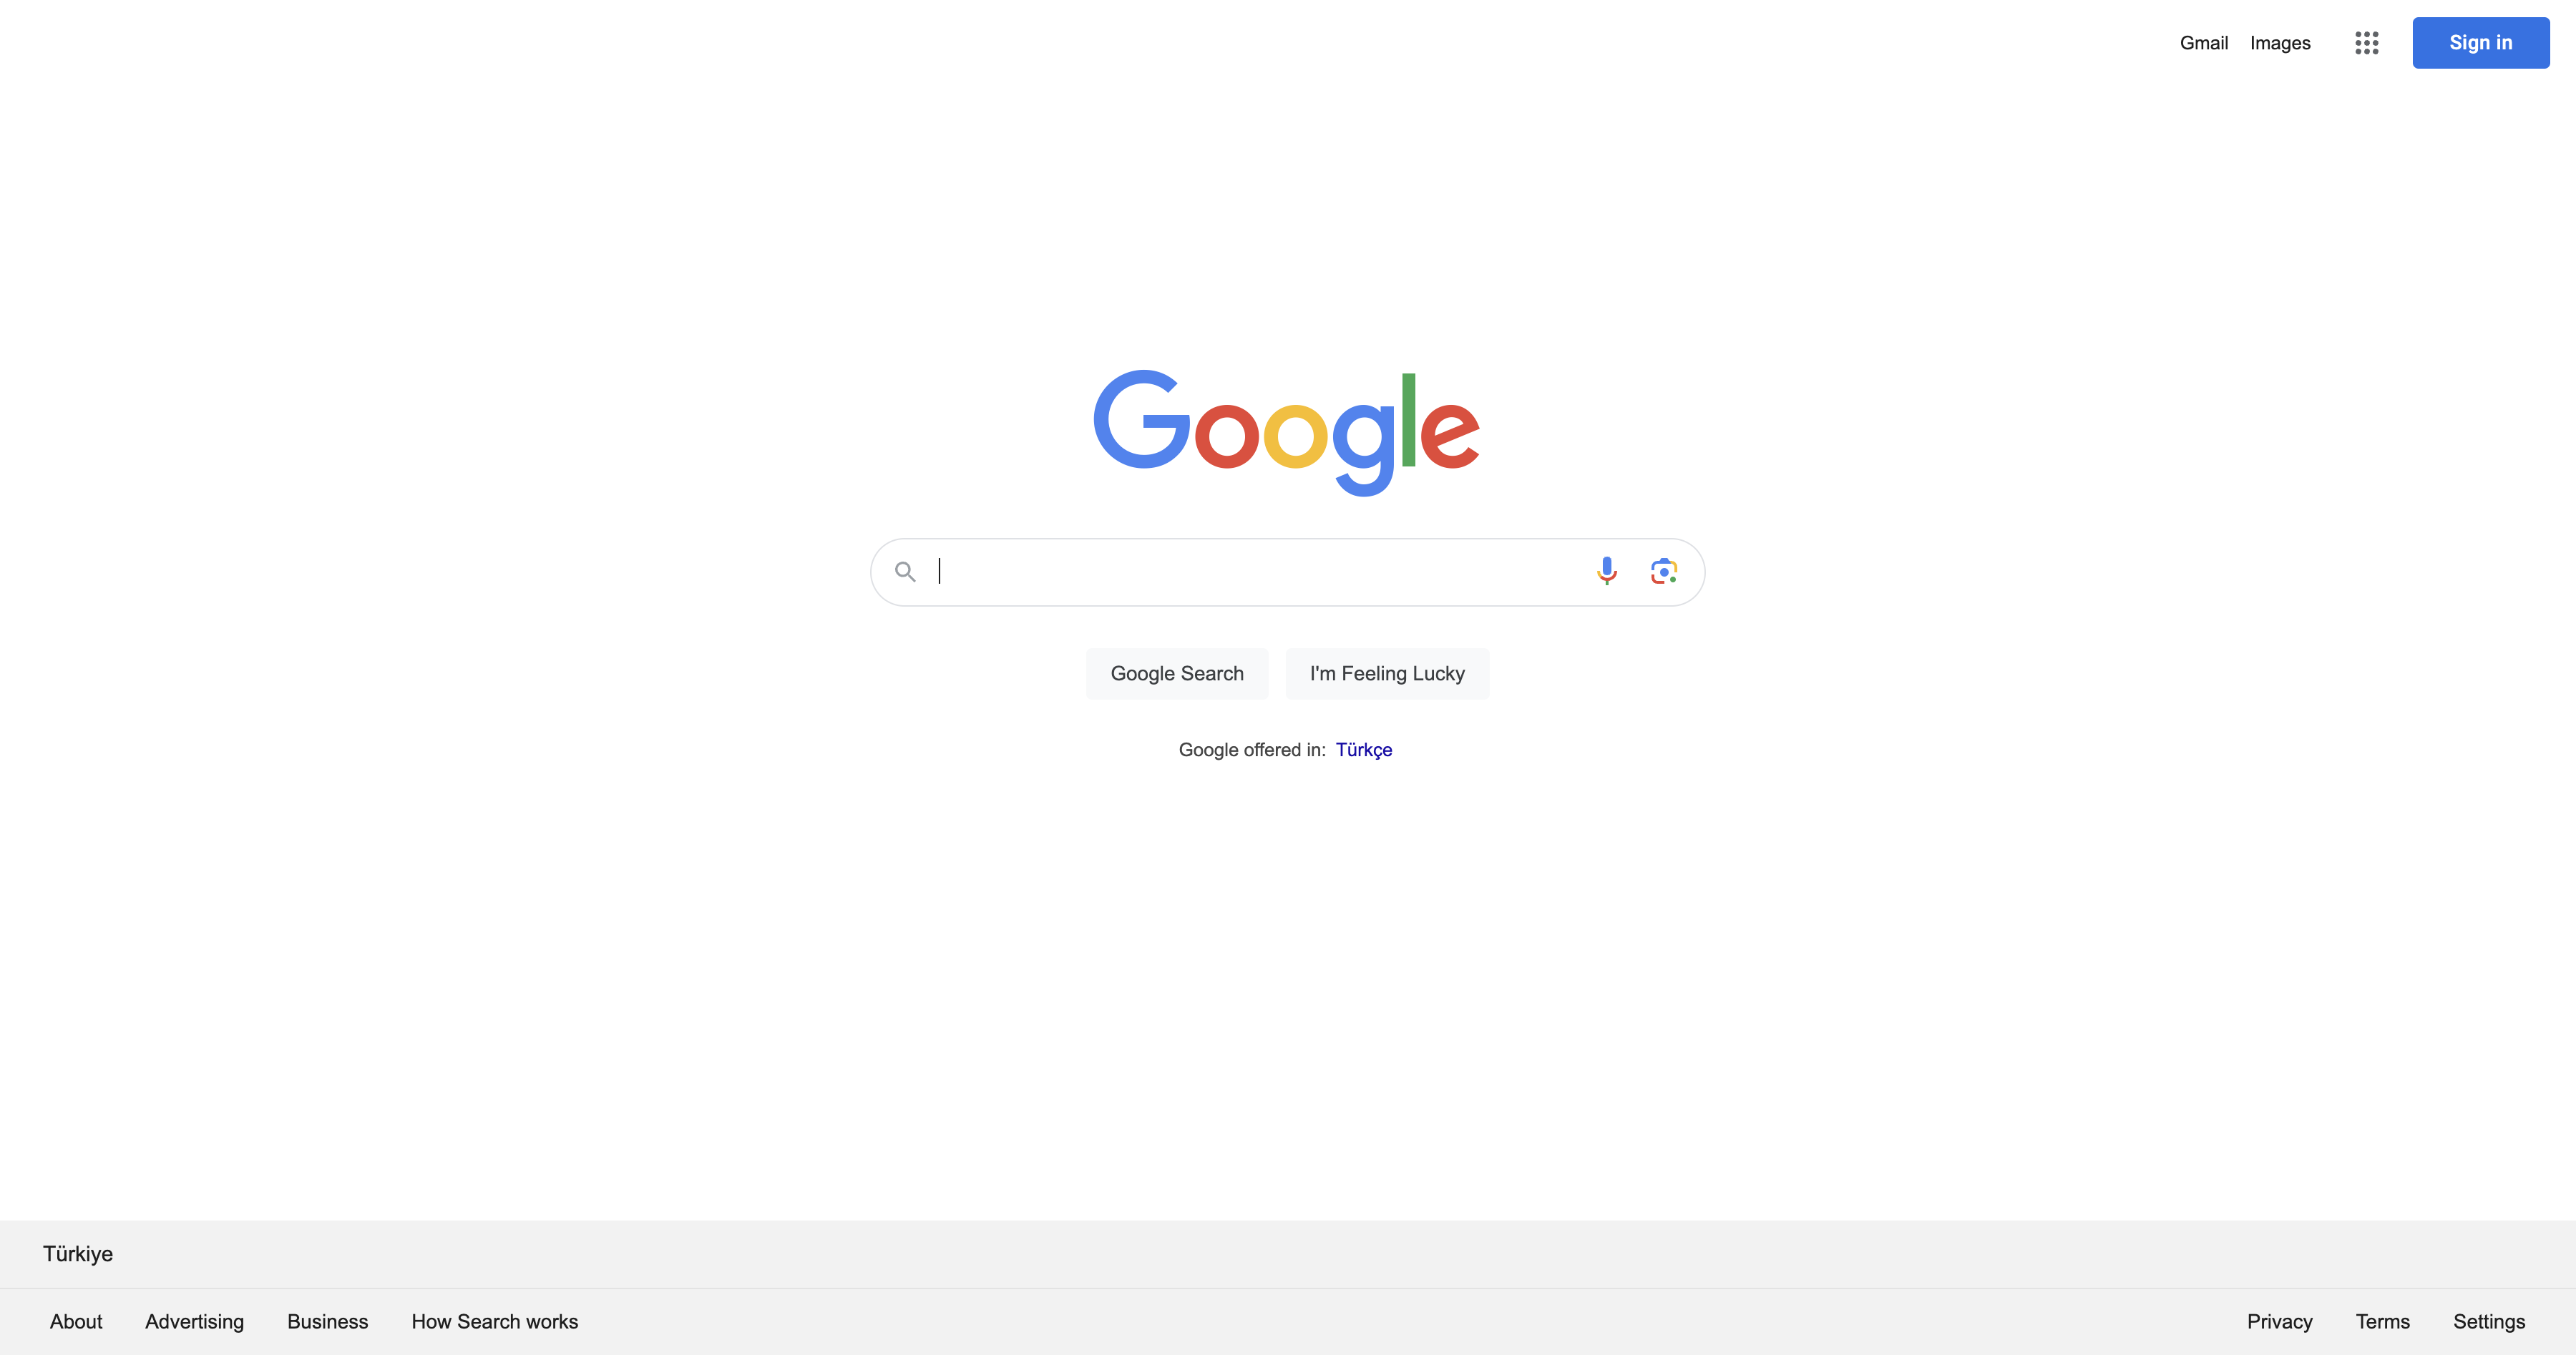 Gmail Images Sign in
Google
Google Search I'm Feeling Lucky
Google offered in: Türkçe
Türkiye
About Advertising Business How Search works Privacy Terms Settings